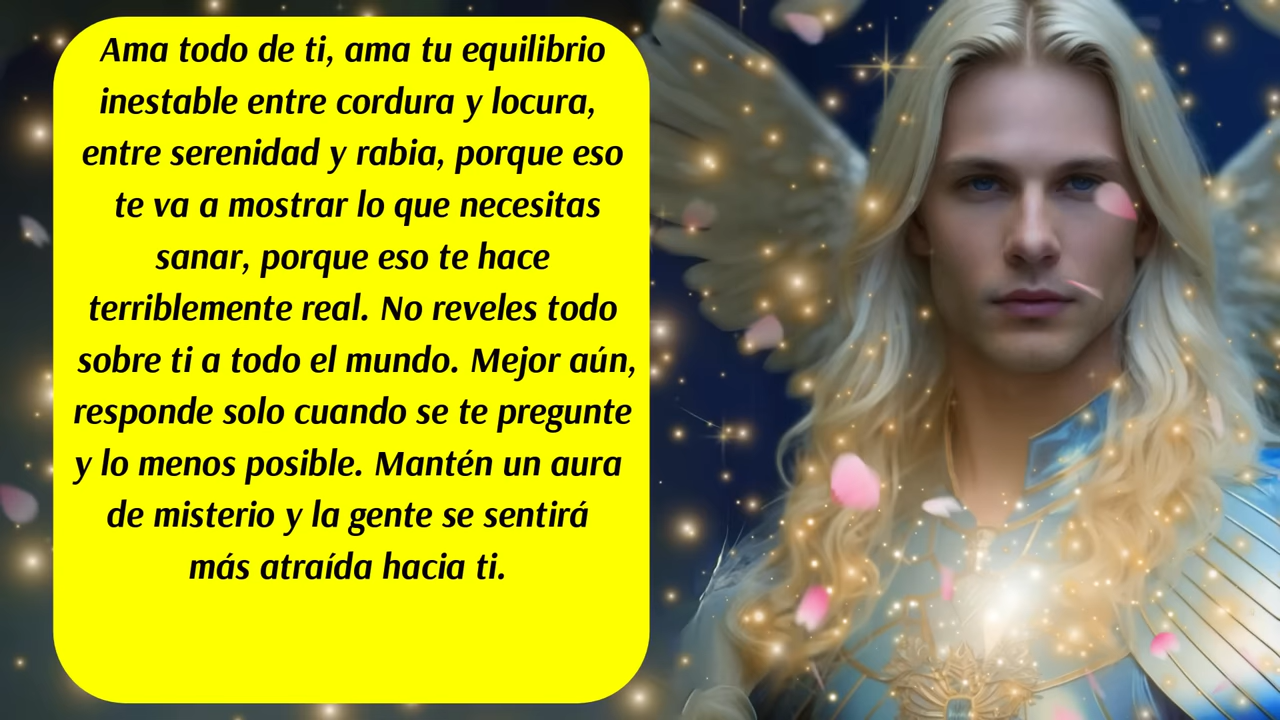 Ama todo de ti, ama tu equilibrio
inestable entre cordura y locura,
entre serenidad y rabia, porque eso
te va a mostrar lo que necesitas
sanar, porque eso te hace
terriblemente real. No reveles todo
sobre ti a todo el mundo. Mejor aún,
responde solo cuando se te pregunte
y lo menos posible. Mantén un aura
de misterio y la gente se sentirá
más atraída hacia ti.